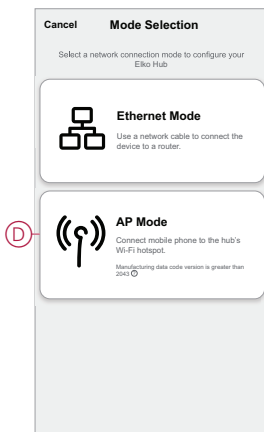 Cancel Mode Selection
Select a network connection mode to configure your
Elko Hub
Ethernet Mode
Use a network cable to connect the
device to a router.
D
AP Mode
Connect mobile phone to the hub's
Wi-Fi hotspot.
Manufacturing data code version is greater than
2043 ?